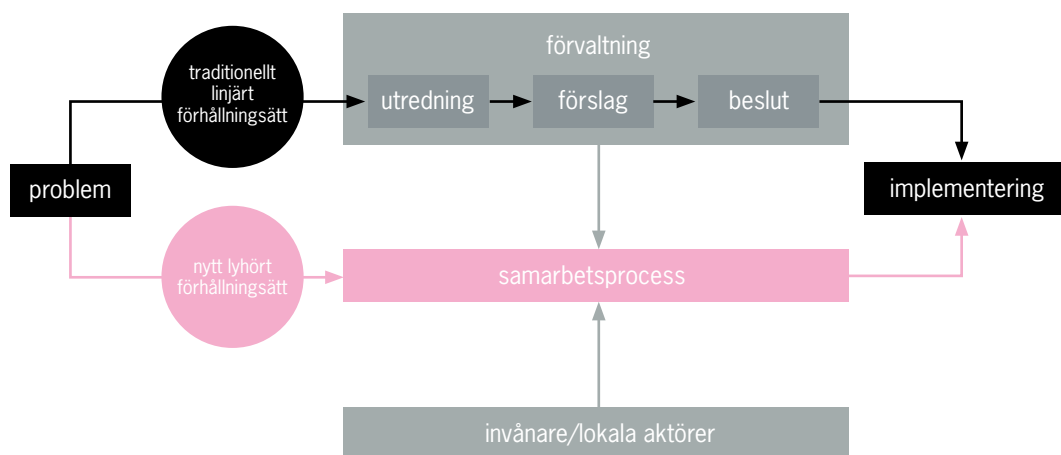 förvaltning
traditionellt
linjärt
förhållningsätt
utredning
förslag
beslut
problem
implementering
nytt lyhört
förhållningsätt
samarbetsprocess
invånare/lokala aktörer